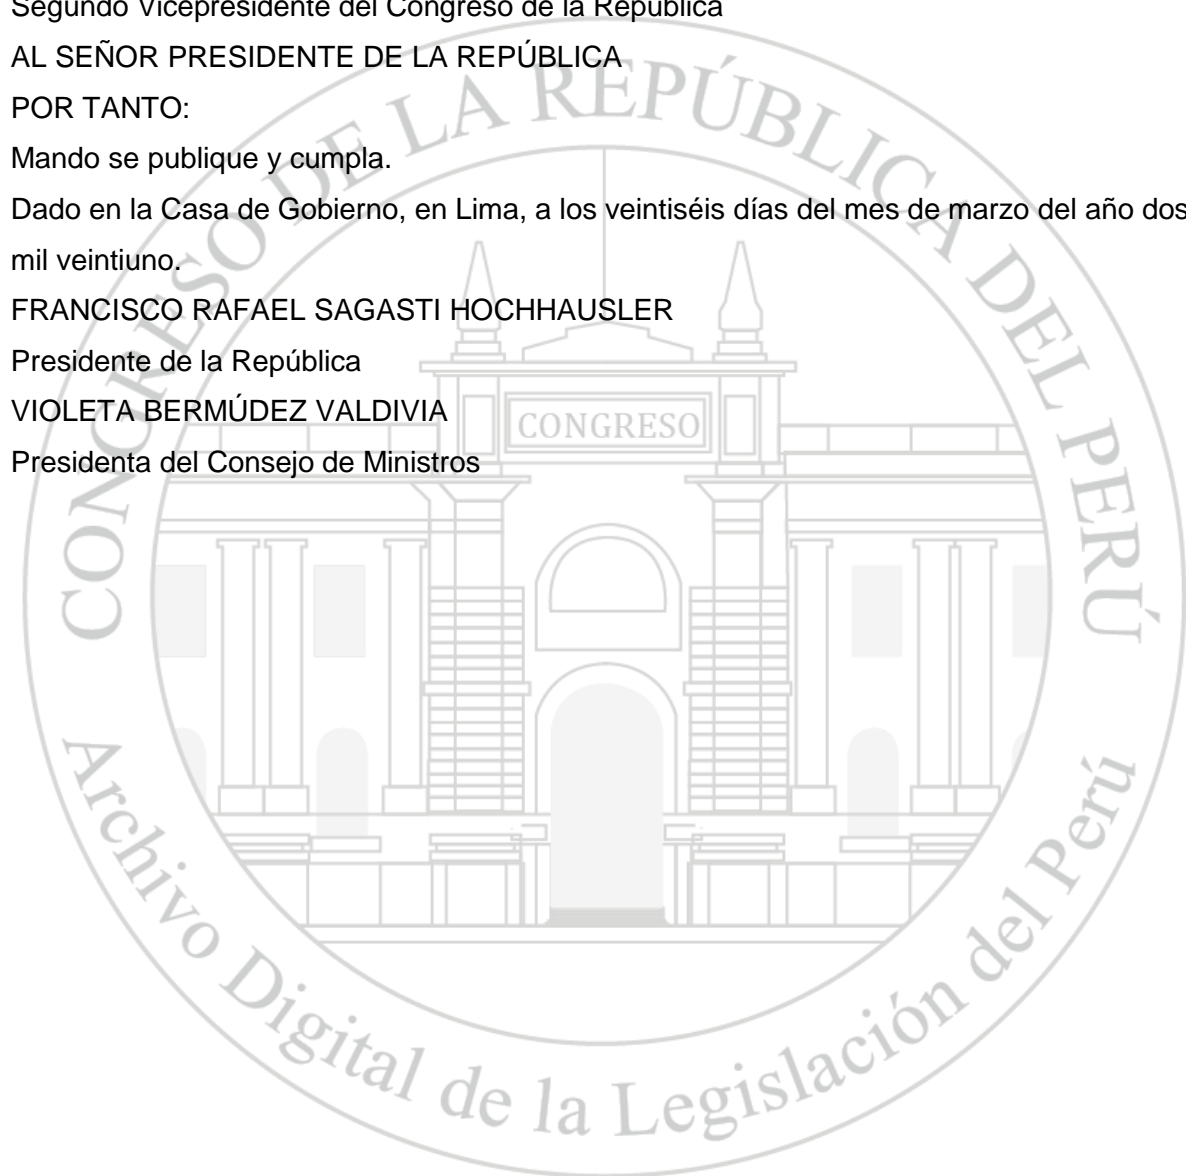 Segundo Vicepresidente del Congreso de la República
AL SEÑOR PRESIDENTE DE LA REPÚBLICA
POR TANTO:
Mando se publique y cumpla.
Dado en la Casa de Gobierno, en Lima, a los veintiséis días del mes de marzo del año dos
mil veintiuno.
FRANCISCO RAFAEL SAGASTI HOCHHAUSLER
Presidente de la República
VIOLETA BERMÚDEZ VALDIVIA
Presidenta del Consejo de Ministros
CONGRESO DE LA REPÚBLICA DEL PERÚ
CONGRESO
Archivo Digital de la Legislación del Perú